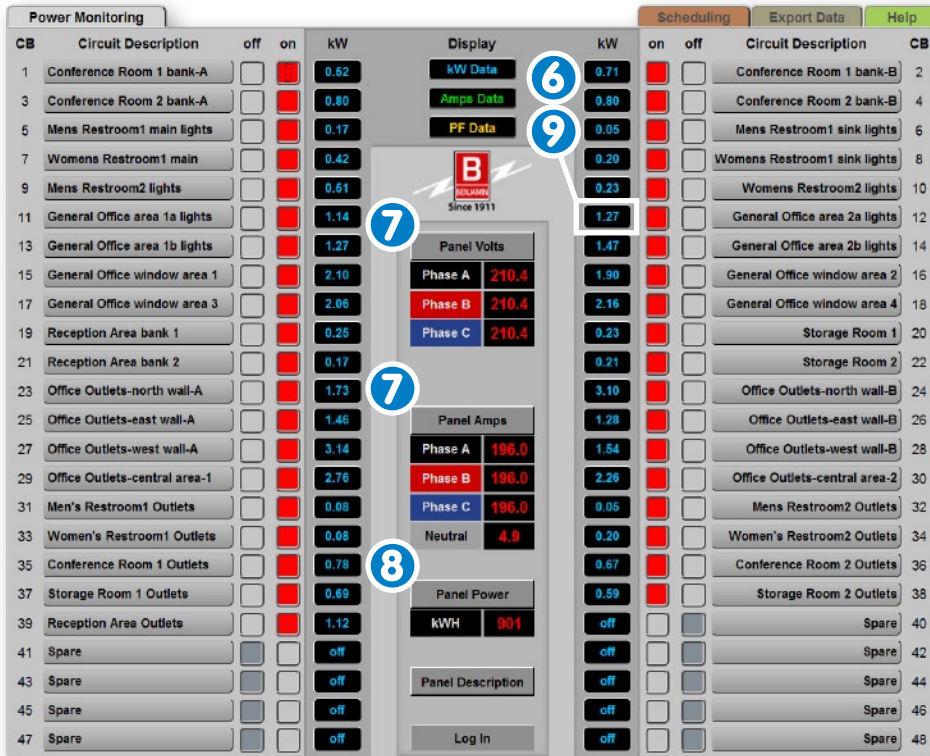 Power Monitoring Scheduling Export Data Help
CB Circuit Description off on kW Display kW on off Circuit Description CB
1 Conference Room 1 bank-A 0.52 kW Data 6 0.71 Conference Room 1 bank-B 2
3 Conference Room 2 bank-A 0.80 Amps Data 0.80 Conference Room 2 bank-B 4
5 Mens Restroom1 main lights 0.17 PF Data 9 0.05 Mens Restroom1 sink lights 6
7 Womens Restroom1 main 0.42 0.20 Womens Restroom1 sink lights 8
9 Mens Restroom2 lights 0.51 B BENJAMIN 0.23 Womens Restroom2 lights 10
Since 1911
11 General Office area 1a lights 1.14 7 1.27 General Office area 2a lights 12
13 General Office area 1b lights 1.27 Panel Volts 1.47 General Office area 2b lights 14
15 General Office window area 1 2.10 Phase A 210.4 1.90 General Office window area 2 16
17 General Office window area 3 2.06 Phase B 210.4 2.16 General Office window area 4 18
19 Reception Area bank 1 0.25 Phase C 210.4 0.23 Storage Room 1 20
21 Reception Area bank 2 0.17 0.21 Storage Room 2 22
23 Office Outlets-north wall-A 1.73 7 3.10 Office Outlets-north wall-B 24
25 Office Outlets-east wall-A 1.46 Panel Amps 1.28 Office Outlets-east wall-B 26
27 Office Outlets-west wall-A 3.14 Phase A 196.0 1.54 Office Outlets-west wall-B 28
29 Office Outlets-central area-1 2.76 Phase B 196.0 2.26 Office Outlets-central area-2 30
31 Men's Restroom1 Outlets 0.08 Phase C 196.0 0.05 Mens Restroom2 Outlets 32
33 Women's Restroom1 Outlets 0.08 Neutral 4.9 0.20 Women's Restroom2 Outlets 34
35 Conference Room 1 Outlets 0.78 8 0.67 Conference Room 2 Outlets 36
37 Storage Room 1 Outlets 0.69 Panel Power 0.59 Storage Room 2 Outlets 38
39 Reception Area Outlets 1.12 kWH 901 off Spare 40
41 Spare off off Spare 42
43 Spare off Panel Description off Spare 44
45 Spare off off Spare 46
47 Spare off Log In off Spare 48